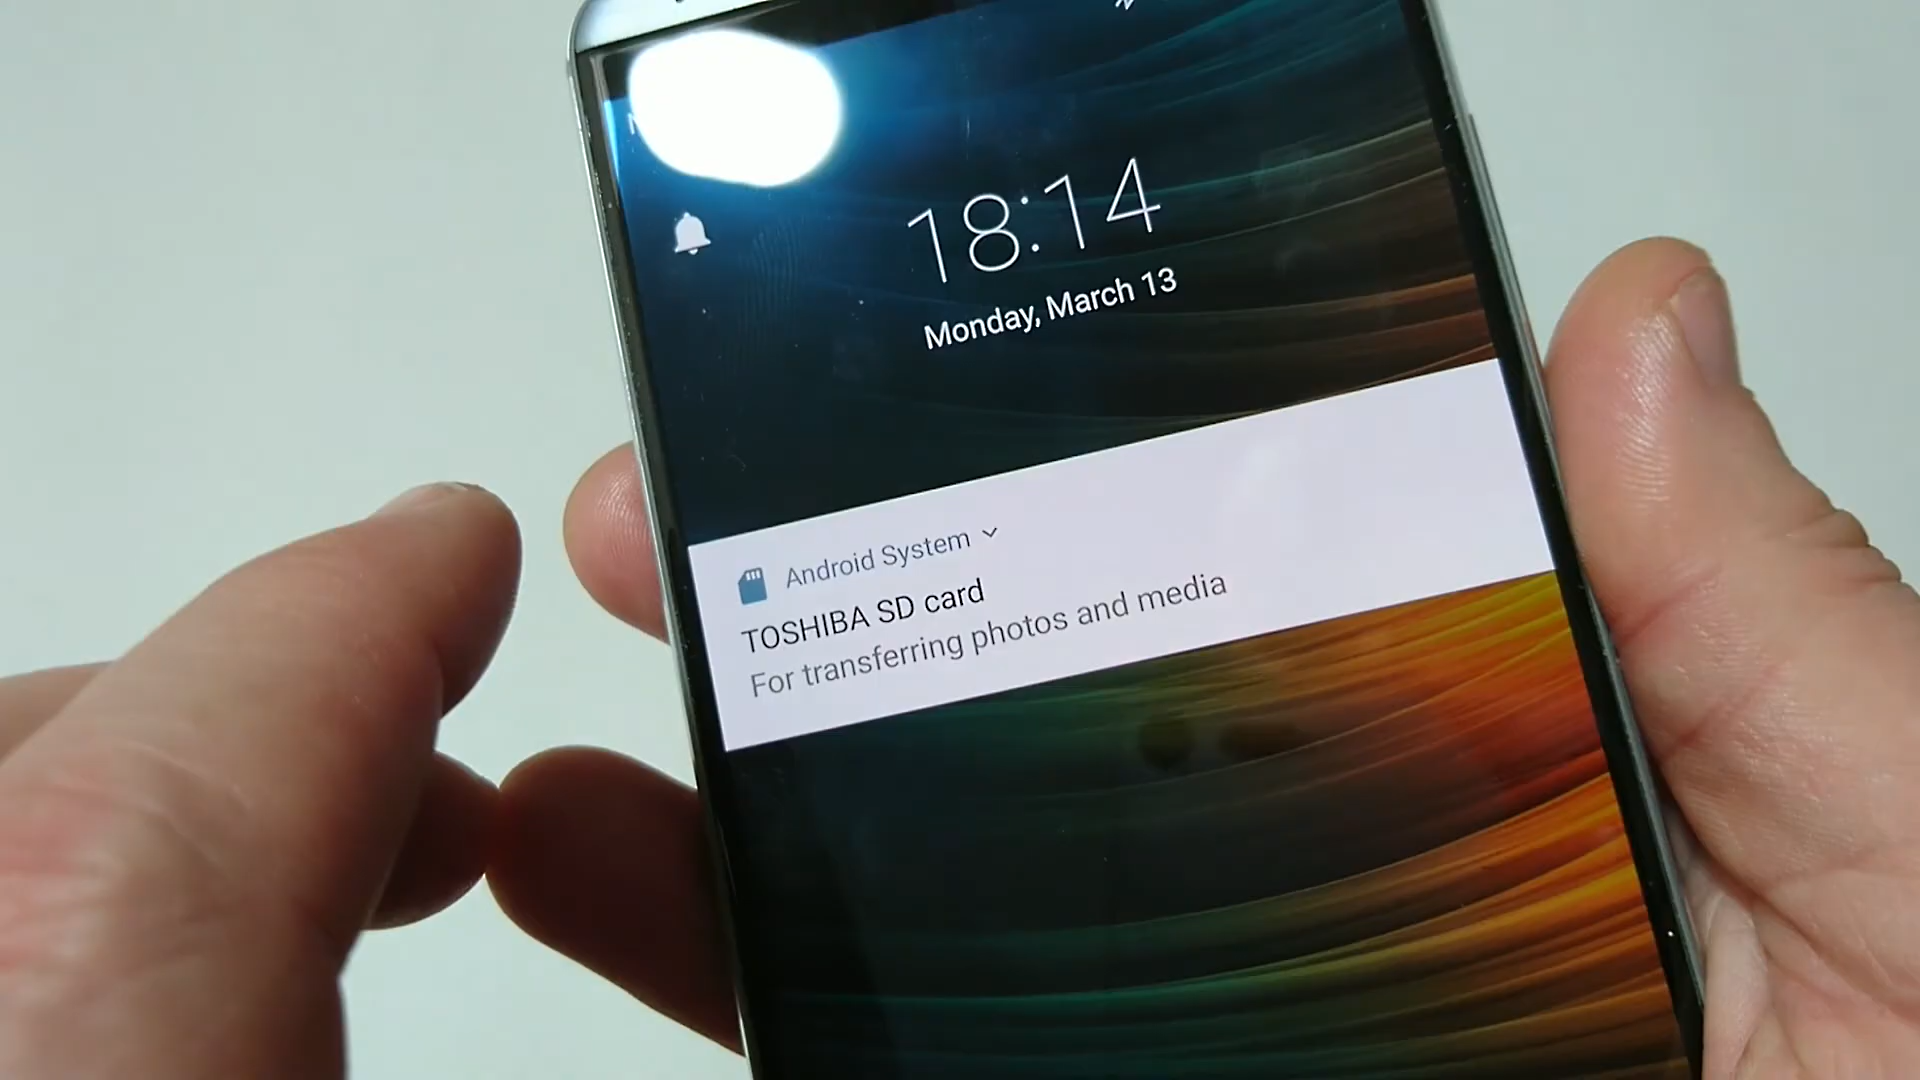 18:14
Monday, March 13
Android System
TOSHIBA SD card
For transferring photos and media